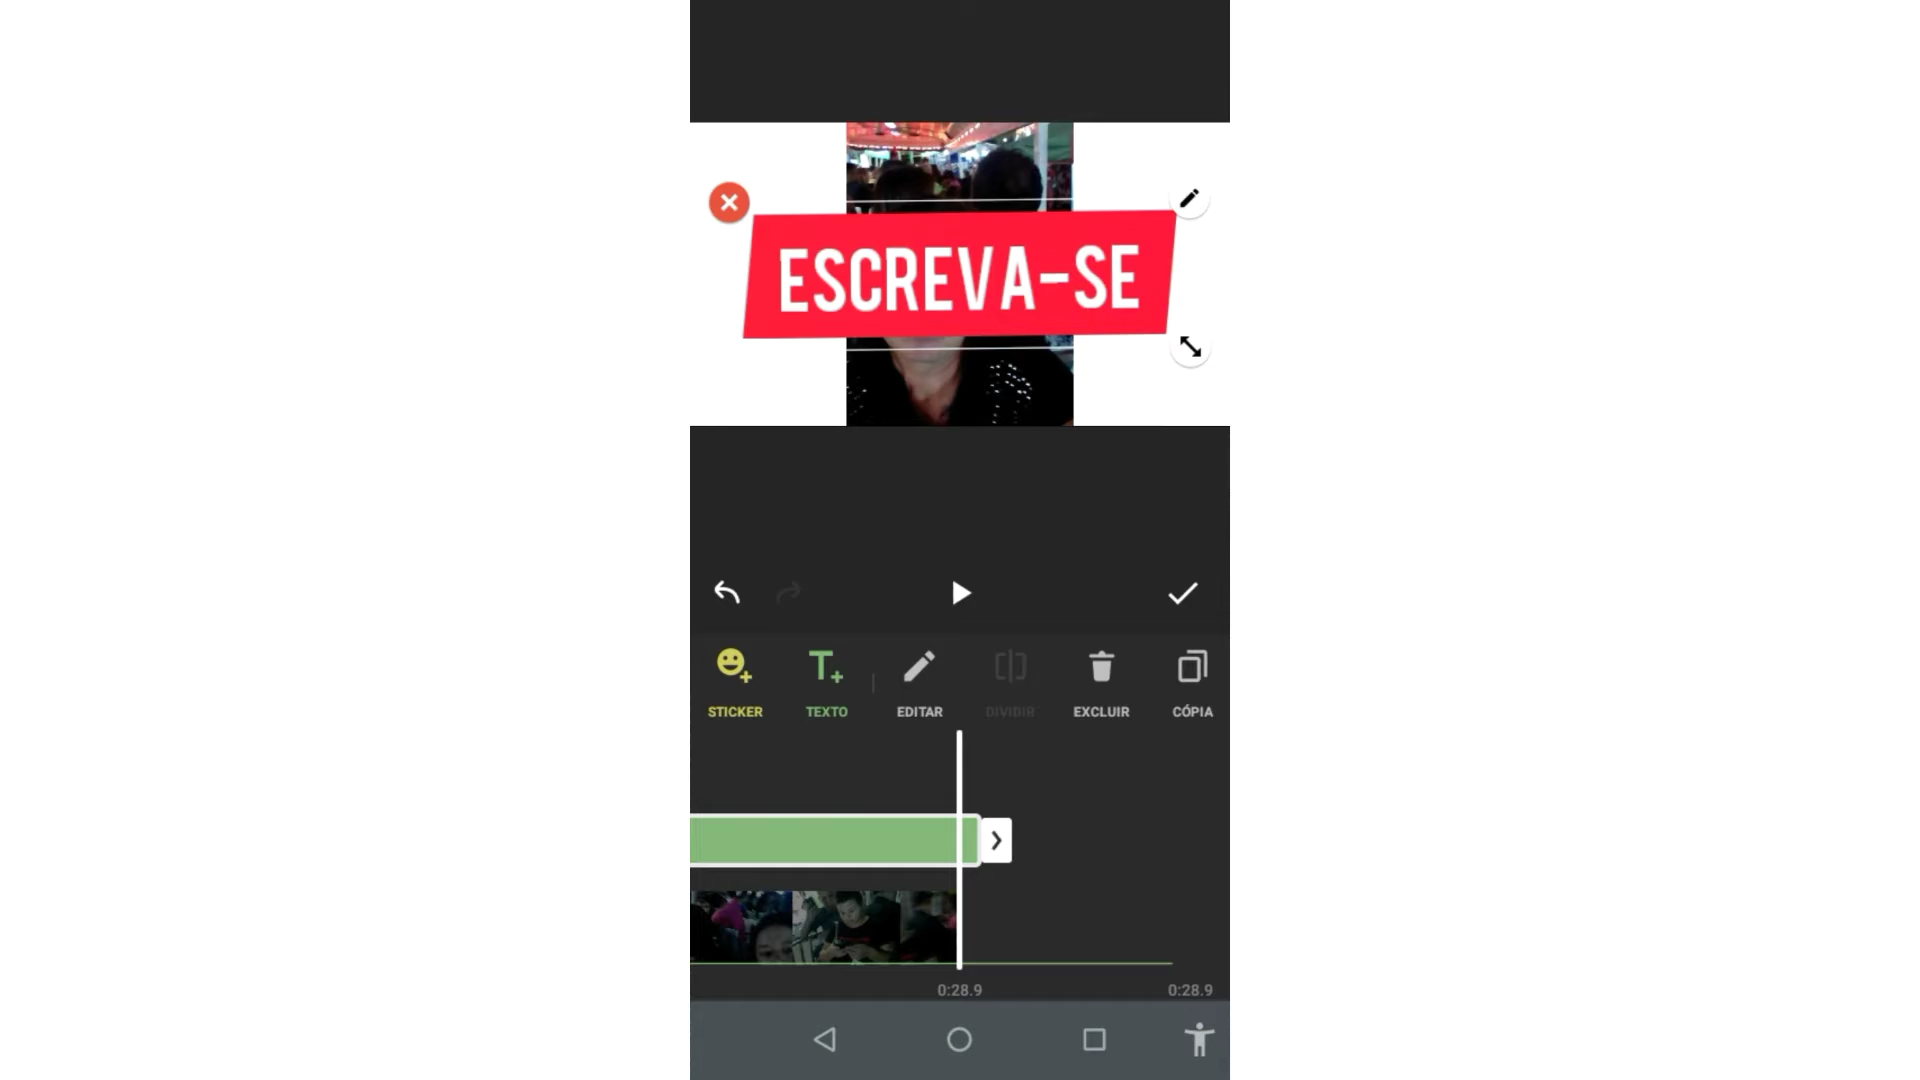 ESCREVA-SE
STICKER TEXTO EDITAR DIVIDIR EXCLUIR CÓPIA
0:28.9 0:28.9